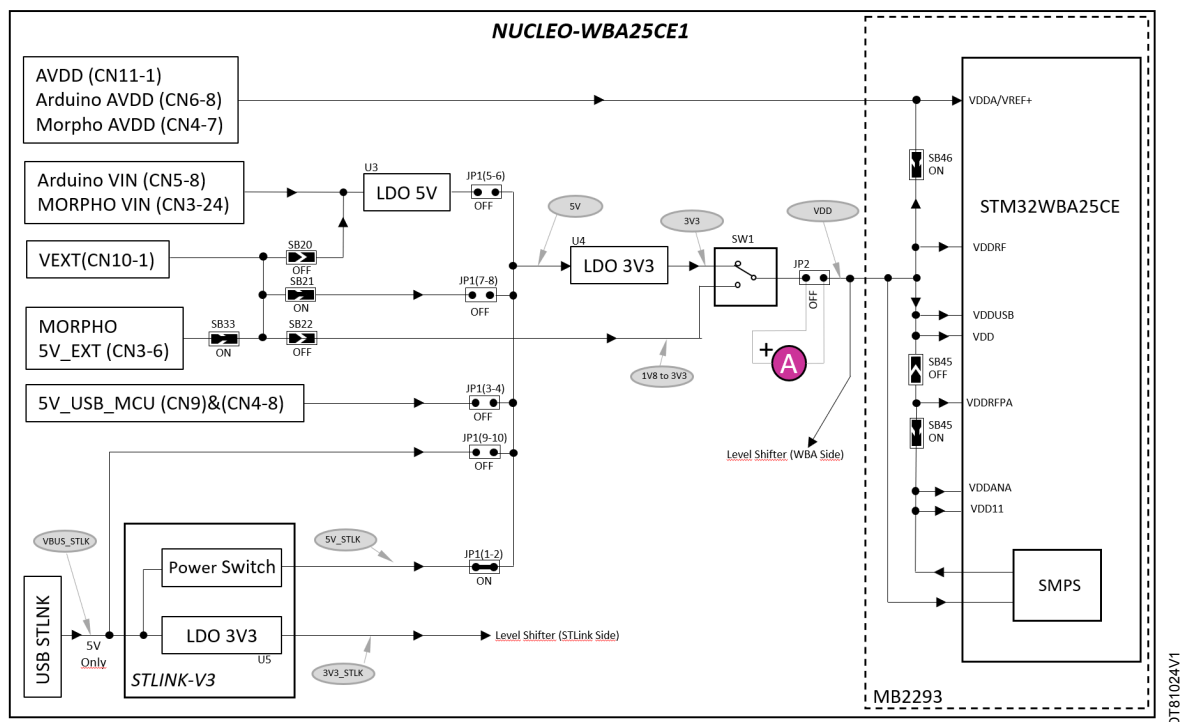 NUCLEO-WBA25CE1
AVDD (CN11-1)
Arduino AVDD (CN6-8)
Morpho AVDD (CN4-7)
VDDA/VREF+
SB46
ON
U3
Arduino VIN (CN5-8)
MORPHO VIN (CN3-24)
LDO 5V
JP1(5-6)
OFF
5V
3V3
VDD
STM32WBA25CE
VEXT(CN10-1)
SB20
OFF
SB21
ON
U4
LDO 3V3
SW1
JP2
OFF
VDDRF
JP1(7-8)
OFF
MORPHO
5V_EXT (CN3-6)
SB33
ON
SB22
OFF
VDDUSB
VDD
+
A
1V8 to 3V3
SB45
OFF
5V_USB_MCU (CN9)&(CN4-8)
JP1(3-4)
OFF
VDDRFPA
SB45
ON
JP1(9-10)
OFF
Level Shifter (WBA Side)
VDDANA
VDD11
VBUS_STLK
5V_STLK
Power Switch
JP1(1-2)
ON
SMPS
USB STLNK
5V
Only
LDO 3V3
U5
Level Shifter (STLink Side)
3V3_STLK
STLINK-V3
MB2293
DT81024V1